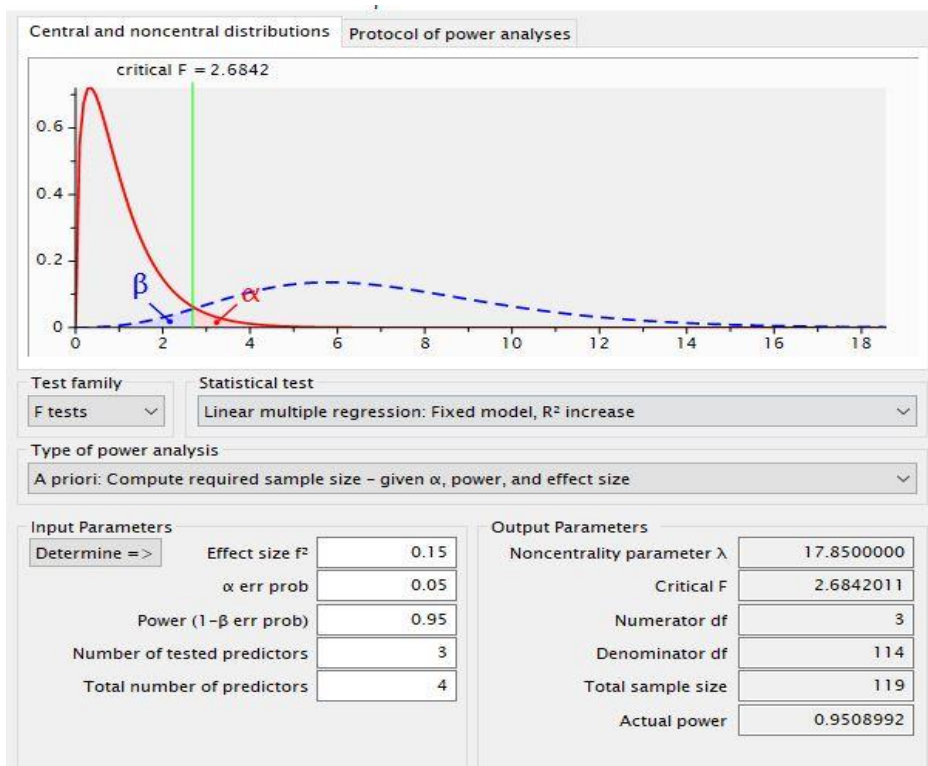 Central and noncentral distributions Protocol of power analyses
critical F = 2.6842
0.6
0.4
0.2
0
β
α
0 2 4 6 8 10 12 14 16 18
Test family Statistical test
F tests Linear multiple regression: Fixed model, R² increase
Type of power analysis
A priori: Compute required sample size - given α, power, and effect size
Input Parameters Output Parameters
Determine => Effect size f² 0.15 Noncentrality parameter λ 17.8500000
α err prob 0.05 Critical F 2.6842011
Power (1-β err prob) 0.95 Numerator df 3
Number of tested predictors 3 Denominator df 114
Total number of predictors 4 Total sample size 119
Actual power 0.9508992